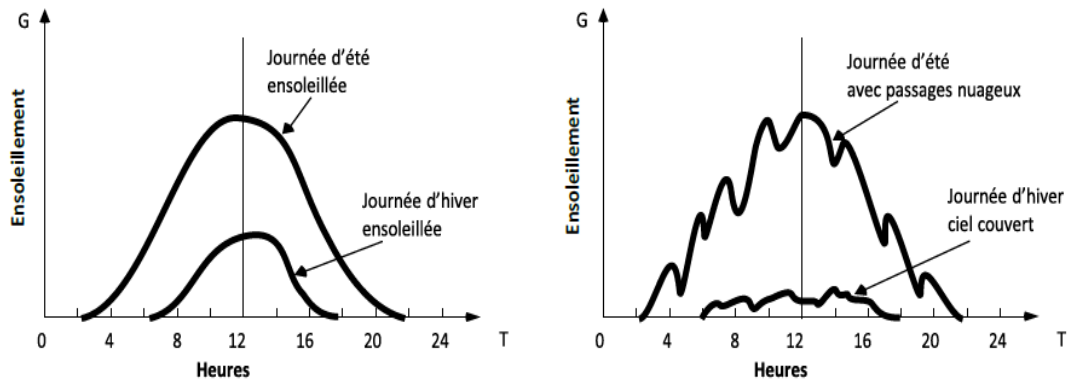 G
Ensoleillement
Journée d'été
ensoleillée
Journée d'hiver
ensoleillée
0 4 8 12 16 20 24 T
Heures
G
Ensoleillement
Journée d'été
avec passages nuageux
Journée d'hiver
ciel couvert
0 4 8 12 16 20 24 T
Heures